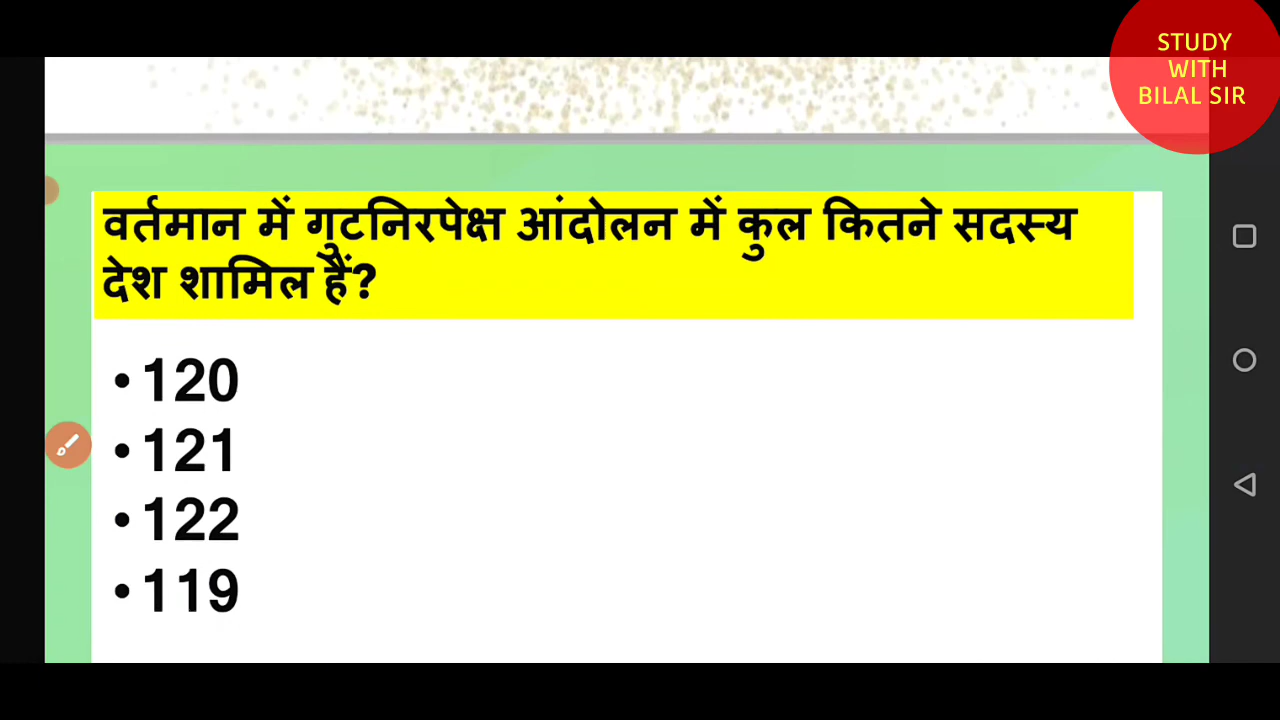 STUDY
WITH
BILAL SIR
वर्तमान में गुटनिरपेक्ष आंदोलन में कुल कितने सदस्य
देश शामिल हैं?
• 120
• 121
• 122
• 119